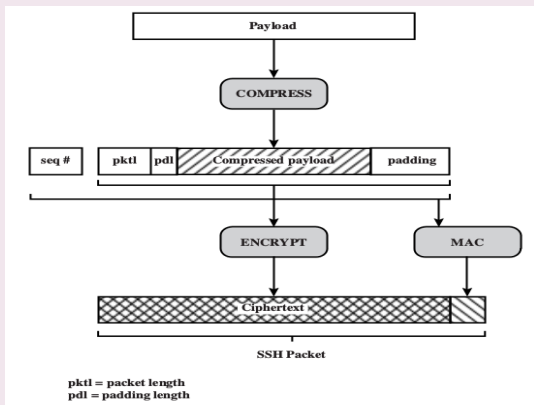 Payload
COMPRESS
seq # pktl pdl Compressed payload padding
ENCRYPT MAC
Ciphertext
SSH Packet
pktl = packet length
pdl = padding length